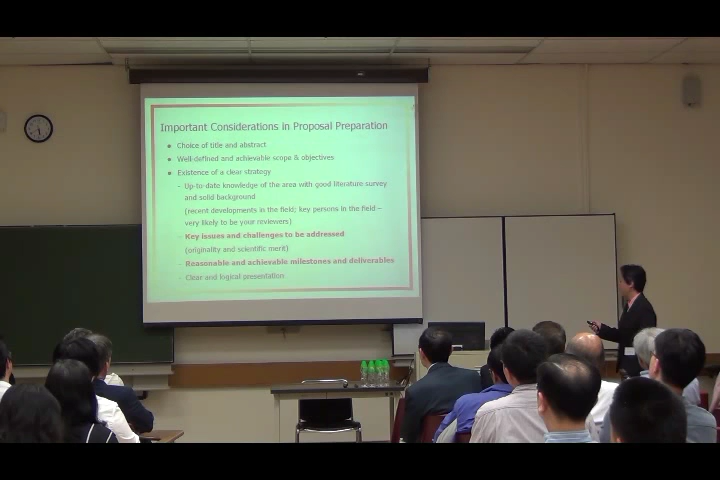 Important Considerations in Proposal Preparation
● Choice of title and abstract
● Well-defined and achievable scope & objectives
● Existence of a clear strategy
– Up-to-date knowledge of the area with good literature survey
and solid background
(recent developments in the field; key persons in the field –
very likely to be your reviewers)
– Key issues and challenges to be addressed
(originality and scientific merit)
– Reasonable and achievable milestones and deliverables
– Clear and logical presentation